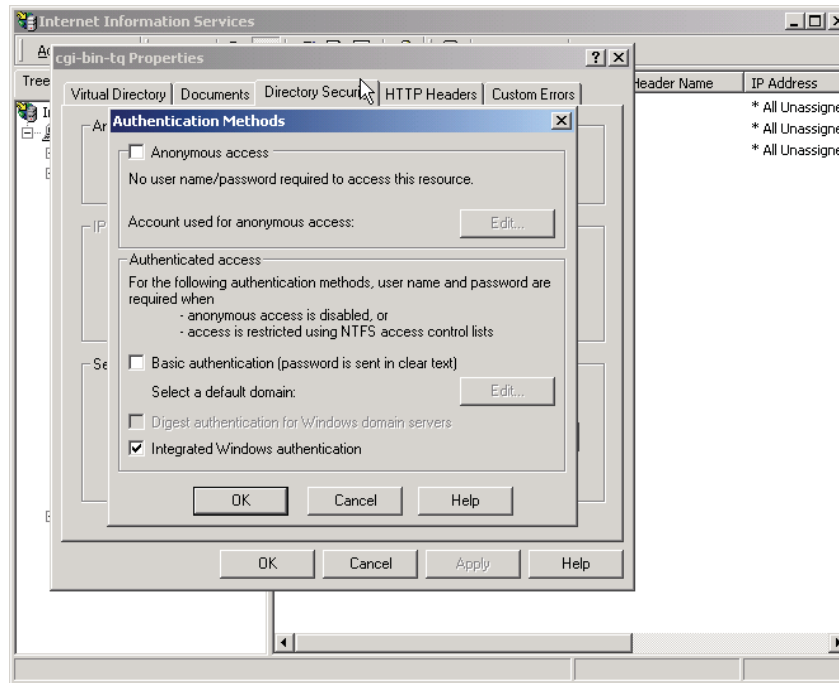 Internet Information Services
cgi-bin-tq Properties
Tree
Header Name IP Address
Virtual Directory Documents Directory Security HTTP Headers Custom Errors
* All Unassigne
* All Unassigne
* All Unassigne
Authentication Methods
Anonymous access
No user name/password required to access this resource.
Account used for anonymous access: Edit...
Authenticated access
For the following authentication methods, user name and password are
required when
- anonymous access is disabled, or
- access is restricted using NTFS access control lists
Basic authentication (password is sent in clear text)
Select a default domain: Edit...
Digest authentication for Windows domain servers
Integrated Windows authentication
OK Cancel Help
OK Cancel Apply Help